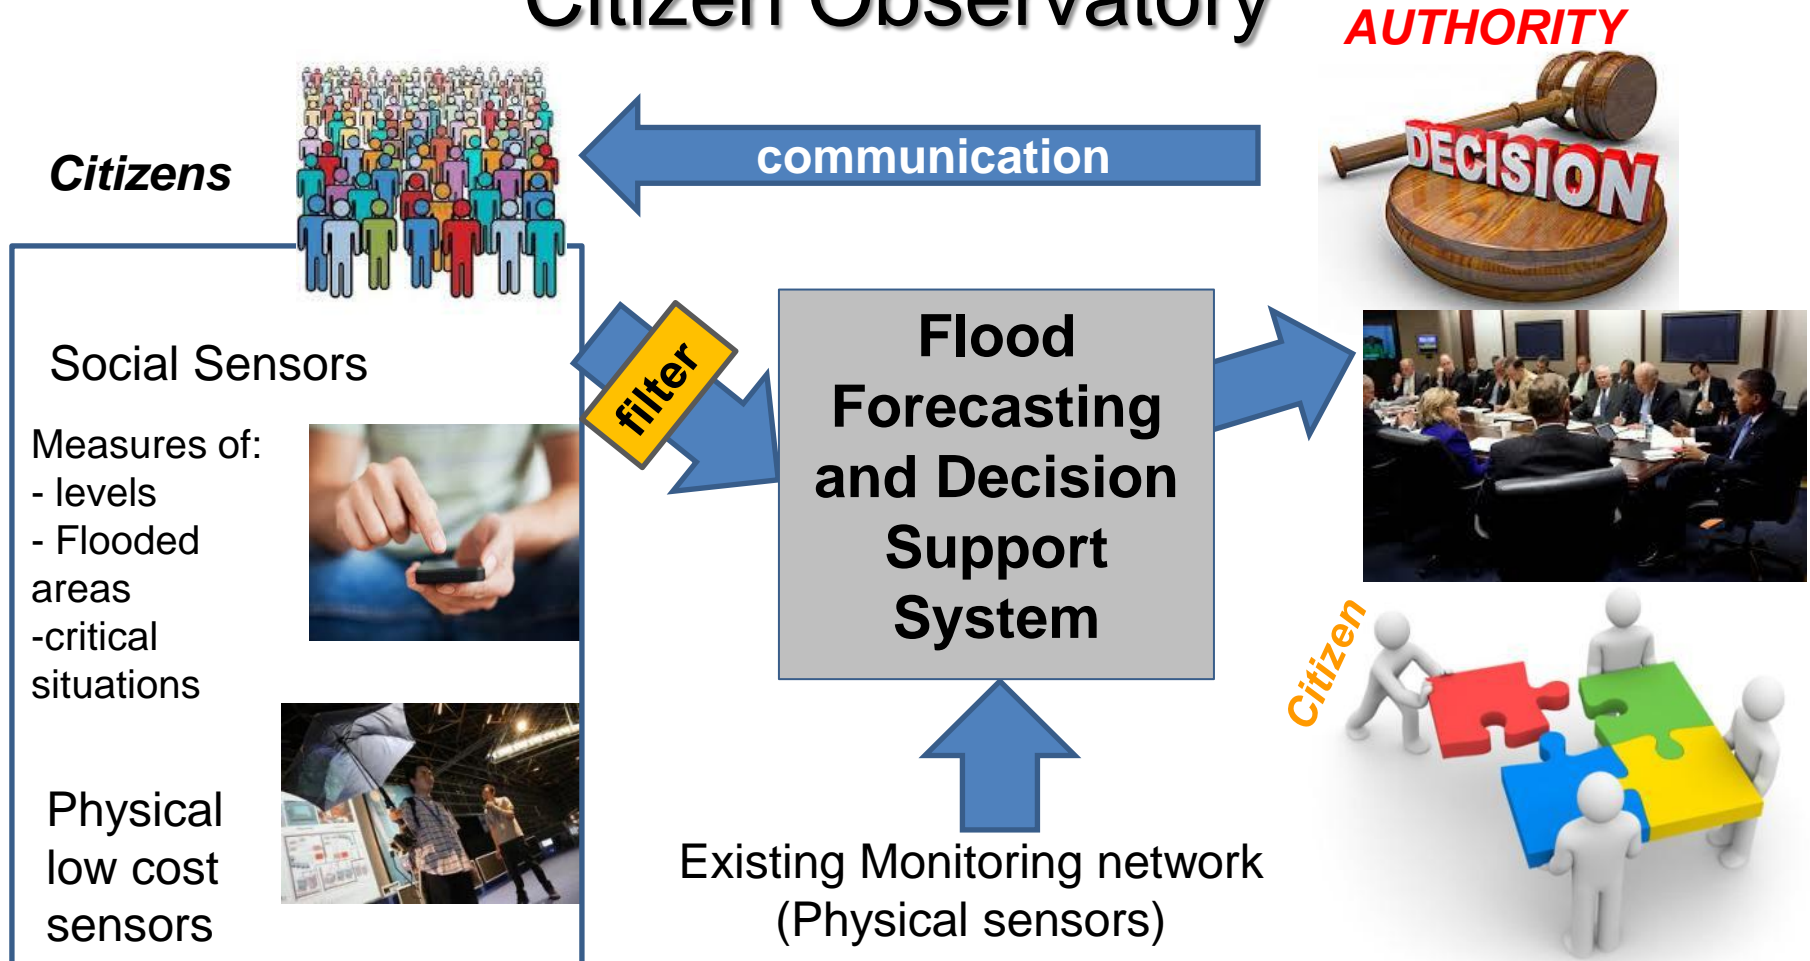 Citizen Observatory
AUTHORITY
DECISION
communication
Citizens
Social Sensors
Measures of:
- levels
- Flooded
areas
-critical
situations
Physical
low cost
sensors
filter
Flood
Forecasting
and Decision
Support
System
Existing Monitoring network
(Physical sensors)
Citizen